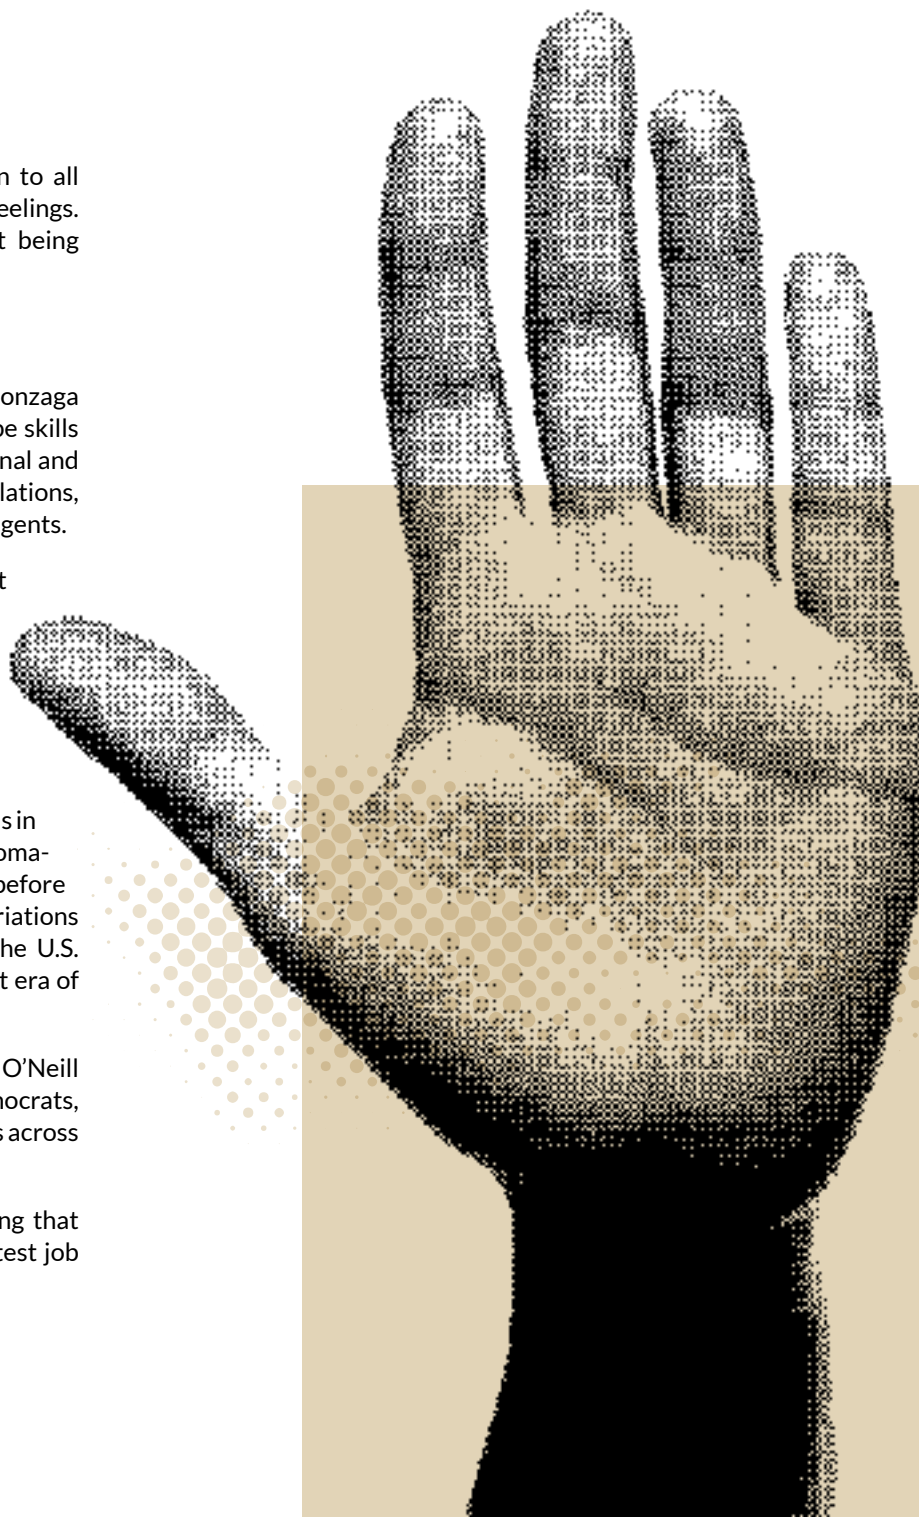 n to all
eelings.
t being
onzaga
be skills
nal and
lations,
gents.
t
s in
oma-
before
riations
he U.S.
t era of
O’Neill
nocrats,
s across
ng that
test job